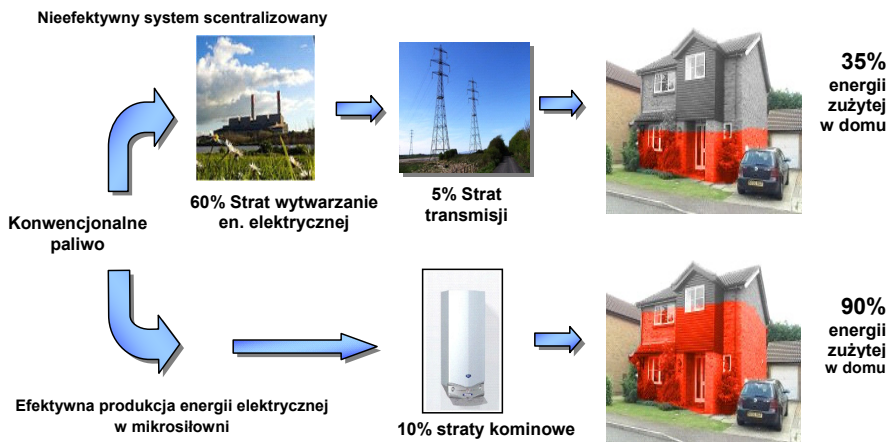 Nieefektywny system scentralizowany
35%
energii
zużytej
w domu
60% Strat wytwarzanie
en. elektrycznej
5% Strat
transmisji
Konwencjonalne
paliwo
90%
energii
zużytej
w domu
Efektywna produkcja energii elektrycznej
w mikrosiłowni
10% straty kominowe